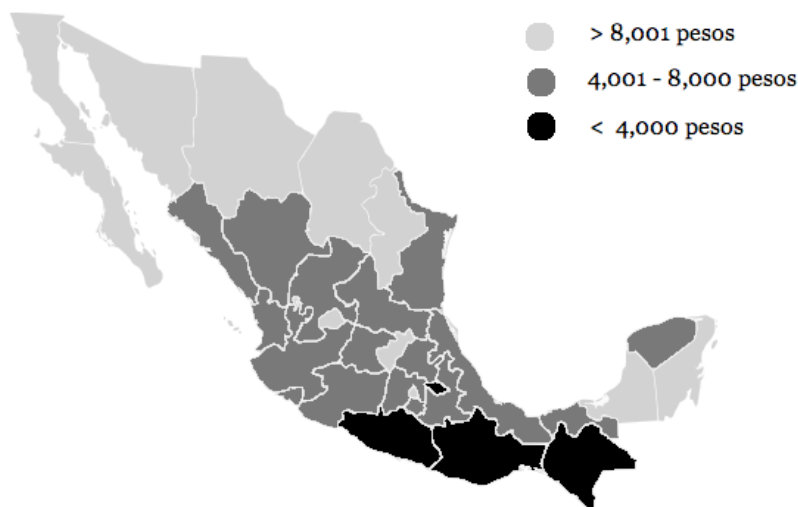 > 8,001 pesos
4,001 - 8,000 pesos
< 4,000 pesos